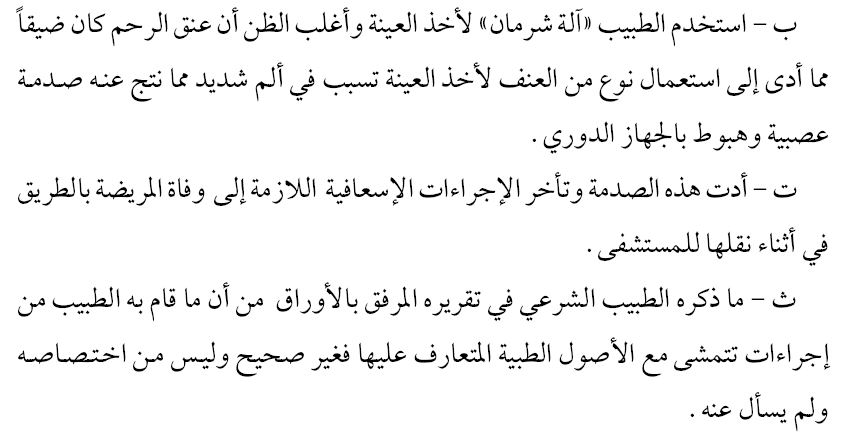 ب – استخدم الطبيب «آلة شرمان» لأخذ العينة وأغلب الظن أن عنق الرحم كان ضيقاً
مما أدى إلى استعمال نوع من العنف لأخذ العينة تسبب في ألم شديد مما نتج عنه صدمة
عصبية وهبوط بالجهاز الدوري .
ت – أدت هذه الصدمة وتأخر الإجراءات الإسعافية اللازمة إلى وفاة المريضة بالطريق
في أثناء نقلها للمستشفى .
ث – ما ذكره الطبيب الشرعي في تقريره المرفق بالأوراق من أن ما قام به الطبيب من
إجراءات تتمشى مع الأصول الطبية المتعارف عليها فغير صحيح وليس من اختصاصه
ولم يسأل عنه .